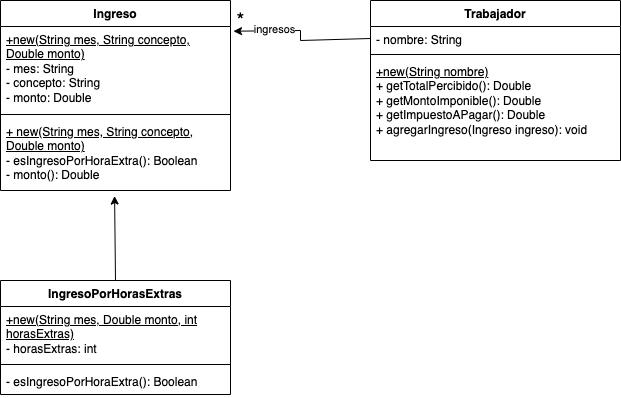 Ingreso
+new(String mes, String concepto,
Double monto)
- mes: String
- concepto: String
- monto: Double
+ new(String mes, String concepto,
Double monto)
- esIngresoPorHoraExtra(): Boolean
- monto(): Double
*
ingresos
Trabajador
- nombre: String
+new(String nombre)
+ getTotalPercibido(): Double
+ getMontoImponible(): Double
+ getImpuestoAPagar(): Double
+ agregarIngreso(Ingreso ingreso): void
IngresoPorHorasExtras
+new(String mes, Double monto, int
horasExtras)
- horasExtras: int
- esIngresoPorHoraExtra(): Boolean